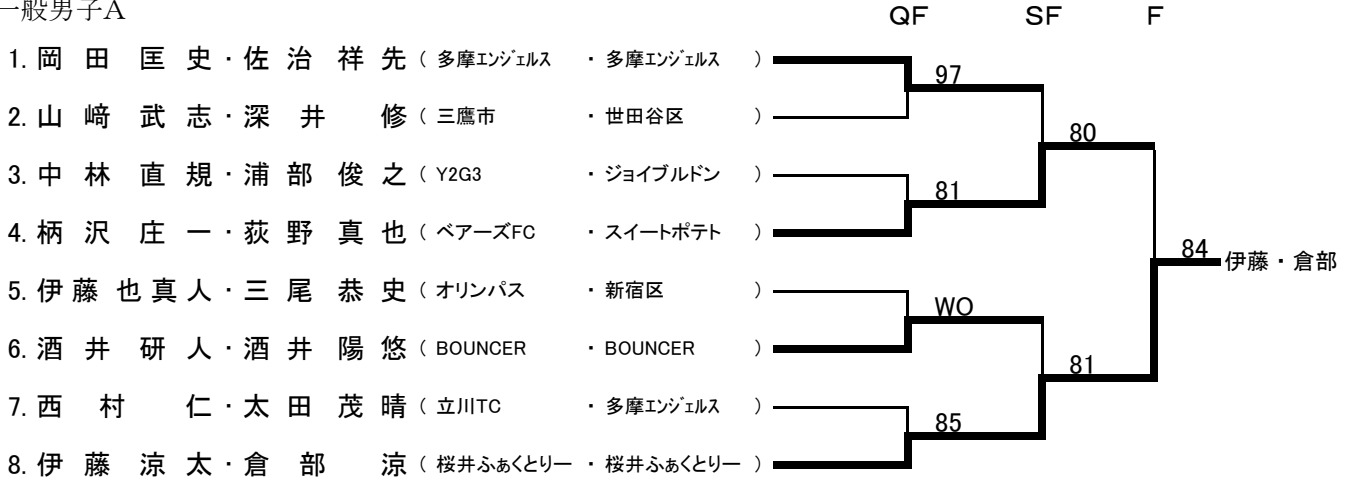 一般男子A
QF SF F
1. 岡田匡史・佐治祥先 ( 多摩エンジェルス ・ 多摩エンジェルス )
97
2. 山﨑武志・深井修 ( 三鷹市 ・ 世田谷区 )
80
3. 中林直規・浦部俊之 ( Y2G3 ・ ジョイブルドン )
81
4. 柄沢庄一・荻野真也 ( ベアーズFC ・ スイートポテト )
84 伊藤・倉部
5. 伊藤也真人・三尾恭史 ( オリンパス ・ 新宿区 )
WO
6. 酒井研人・酒井陽悠 ( BOUNCER ・ BOUNCER )
81
7. 西村仁・太田茂晴 ( 立川TC ・ 多摩エンジェルス )
85
8. 伊藤涼太・倉部涼 ( 桜井ふぁくとりー ・ 桜井ふぁくとりー )